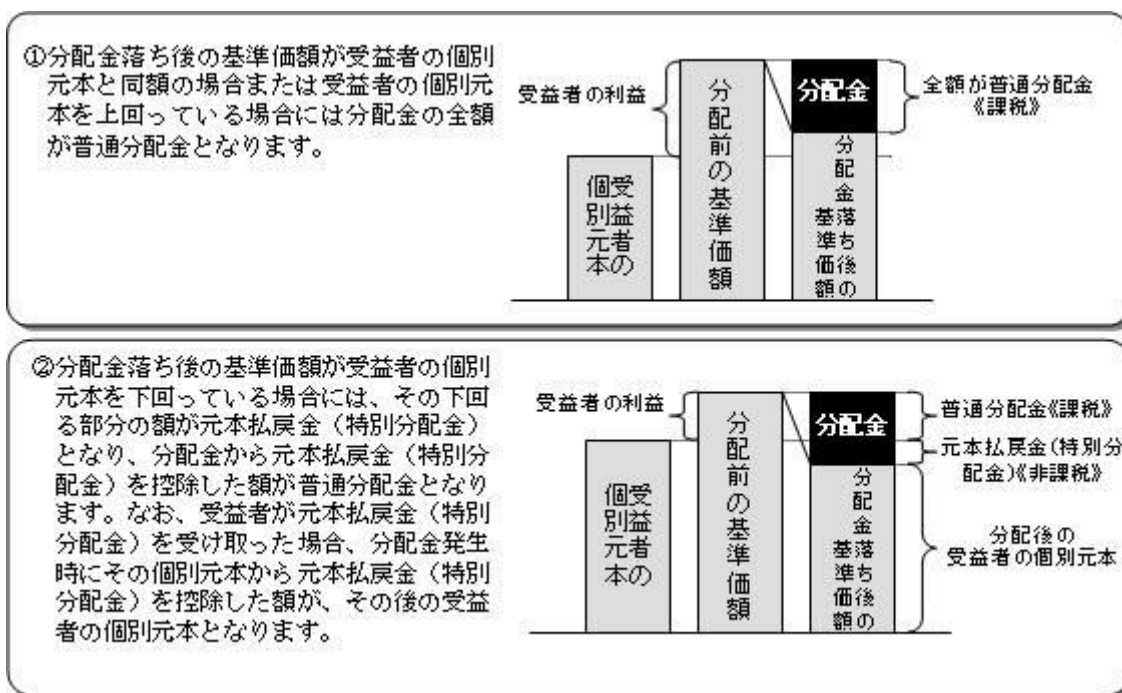 ①分配金落ち後の基準価額が受益者の個別
元本と同額の場合または受益者の個別元
本を上回っている場合には分配金の全額
が普通分配金となります。
受益者の利益
受益者の
個別元本
分配前の基準価額
分配金
分配金落ち後の
基準価額
全額が普通分配金
《課税》
②分配金落ち後の基準価額が受益者の個別
元本を下回っている場合には、その下回
る部分の額が元本払戻金（特別分配金）
となり、分配金から元本払戻金（特別分
配金）を控除した額が普通分配金となり
ます。なお、受益者が元本払戻金（特別
分配金）を受け取った場合、分配金発生
時にその個別元本から元本払戻金（特別
分配金）を控除した額が、その後の受益
者の個別元本となります。
受益者の利益
受益者の
個別元本
分配前の基準価額
分配金
分配金落ち後の
基準価額
普通分配金《課税》
元本払戻金(特別分
配金)《非課税》
分配後の
受益者の個別元本